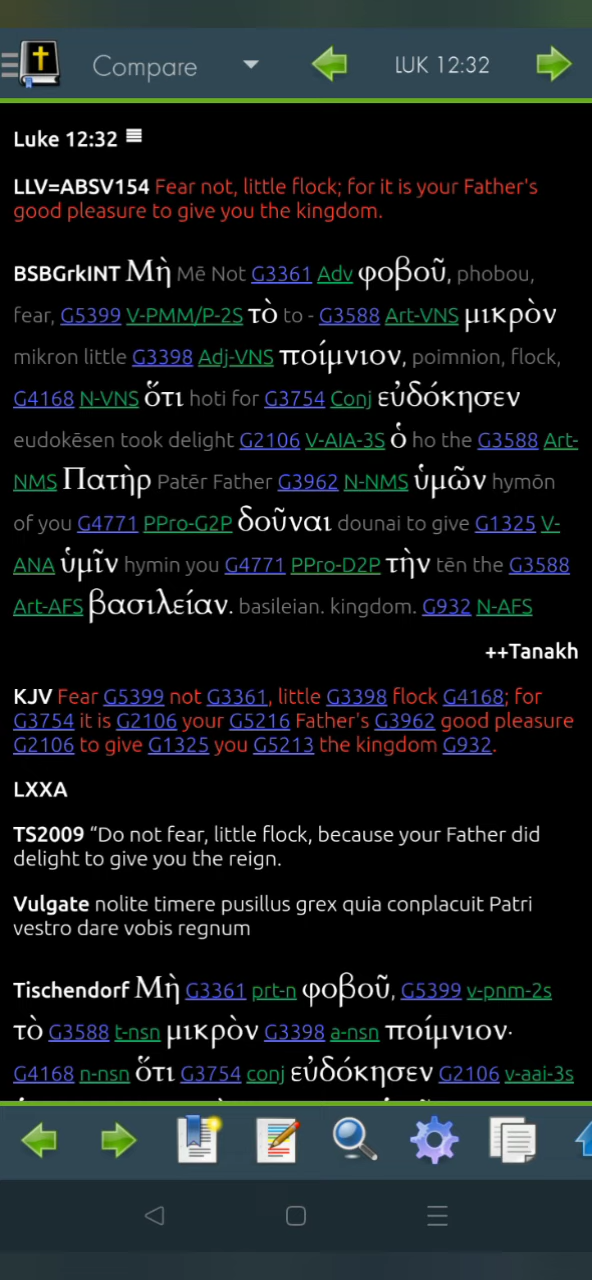 Compare LUK 12:32
Luke 12:32
LLV=ABSV154 Fear not, little flock; for it is your Father's
good pleasure to give you the kingdom.
BSBGrkINT Μὴ Mē Not G3361 Adv φοβοῦ, phobou,
fear, G5399 V-PMM/P-2S τὸ to - G3588 Art-VNS μικρὸν
mikron little G3398 Adj-VNS ποίμνιον, poimnion, flock,
G4168 N-VNS ὅτι hoti for G3754 Conj εὐδόκησεν
eudokēsen took delight G2106 V-AIA-3S ὁ ho the G3588 Art-
NMS Πατὴρ Patēr Father G3962 N-NMS ὑμῶν hymōn
of you G4771 PPro-G2P δοῦναι dounai to give G1325 V-
ANA ὑμῖν hymin you G4771 PPro-D2P τὴν tēn the G3588
Art-AFS βασιλείαν. basileian. kingdom. G932 N-AFS
++Tanakh
KJV Fear G5399 not G3361, little G3398 flock G4168; for
G3754 it is G2106 your G5216 Father's G3962 good pleasure
G2106 to give G1325 you G5213 the kingdom G932.
LXXA
TS2009 “Do not fear, little flock, because your Father did
delight to give you the reign.
Vulgate nolite timere pusillus grex quia conplacuit Patri
vestro dare vobis regnum
Tischendorf Μὴ G3361 prt-n φοβοῦ, G5399 v-pnm-2s
τὸ G3588 t-nsn μικρὸν G3398 a-nsn ποίμνιον·
G4168 n-nsn ὅτι G3754 conj εὐδόκησεν G2106 v-aai-3s